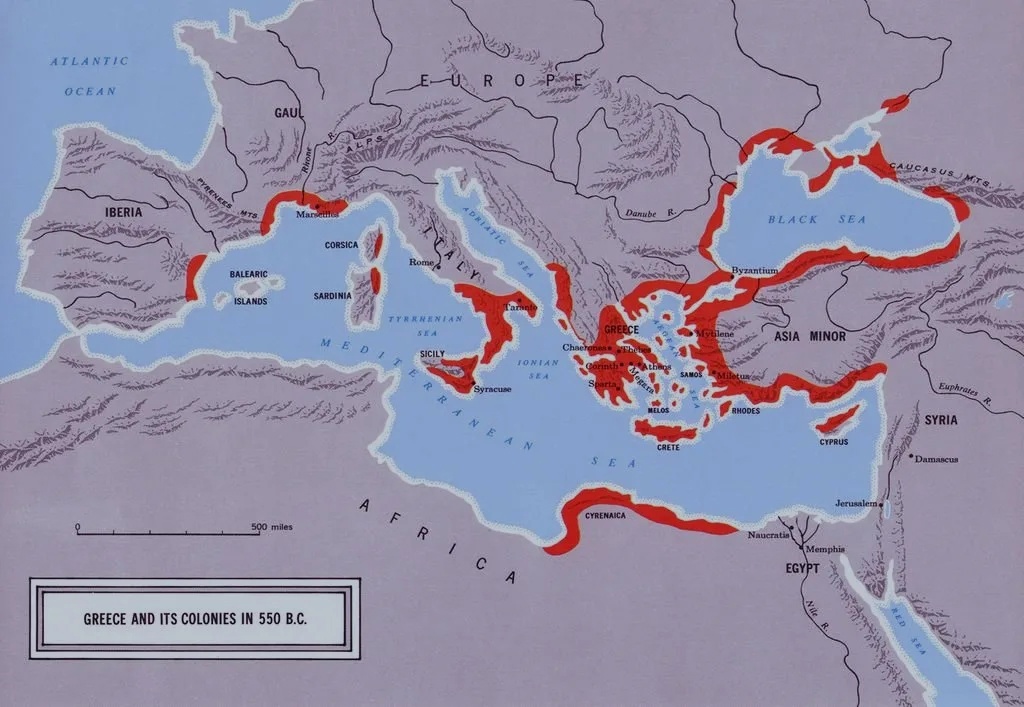 ATLANTIC
OCEAN
EUROPE
GAUL
Rhone R.
ALPS
PYRENEES MTS.
IBERIA
Marseilles
CORSICA
BALEARIC
ISLANDS
SARDINIA
ITALY
Rome
ADRIATIC SEA
Danube R.
CAUCASUS MTS.
BLACK SEA
Byzantium
Tarante
TYRRHENIAN
SEA
SICILY
Syracuse
IONIAN
SEA
GREECE
Chaeronea
Thebes
Corinth
Athens
Megara
Sparta
AEGEAN SEA
Mytilene
SAMOS
Miletus
MELOS
RHODES
CRETE
ASIA MINOR
CYPRUS
Euphrates R.
SYRIA
Damascus
MEDITERRANEAN SEA
Jerusalem
CYRENAICA
Naucratis
Memphis
EGYPT
Nile R.
RED SEA
AFRICA
0 500 miles
GREECE AND ITS COLONIES IN 550 B.C.